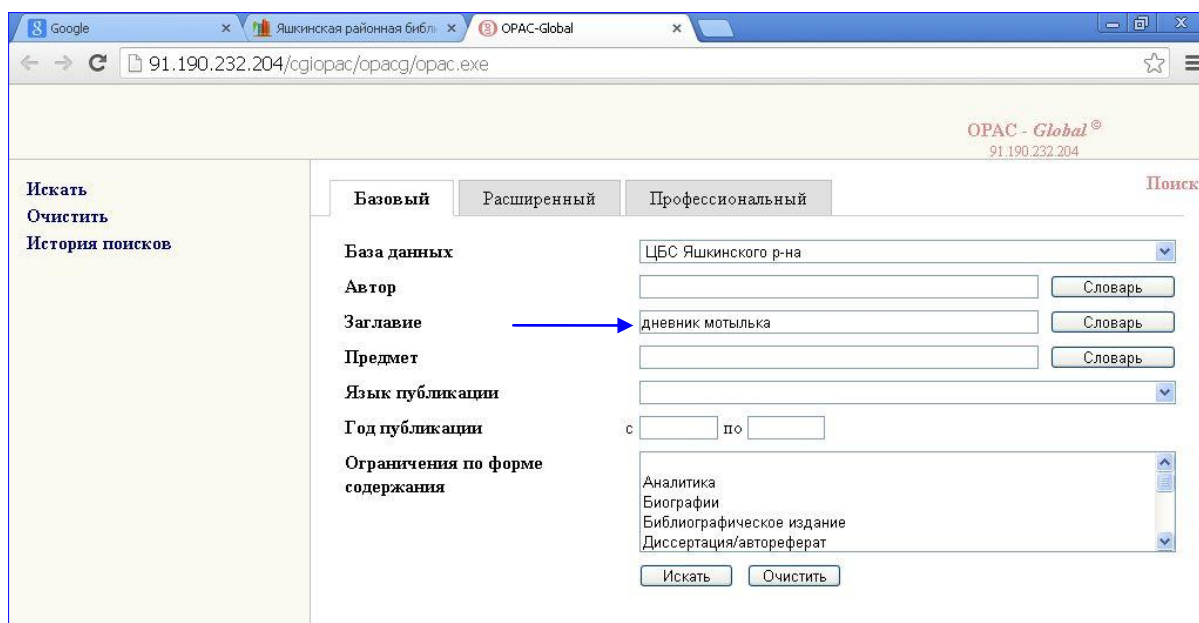 Google
Яшкинская районная библ
OPAC-Global
91.190.232.204/cgiopac/opacg/opac.exe
OPAC - Global ©
91.190.232.204
Искать
Очистить
История поисков
Базовый Расширенный Профессиональный
Поиск
База данных ЦБС Яшкинского р-на
Автор Словарь
Заглавие дневник мотылька Словарь
Предмет Словарь
Язык публикации
Год публикации с по
Ограничения по форме
содержания
Аналитика
Биографии
Библиографическое издание
Диссертация/автореферат
Искать Очистить